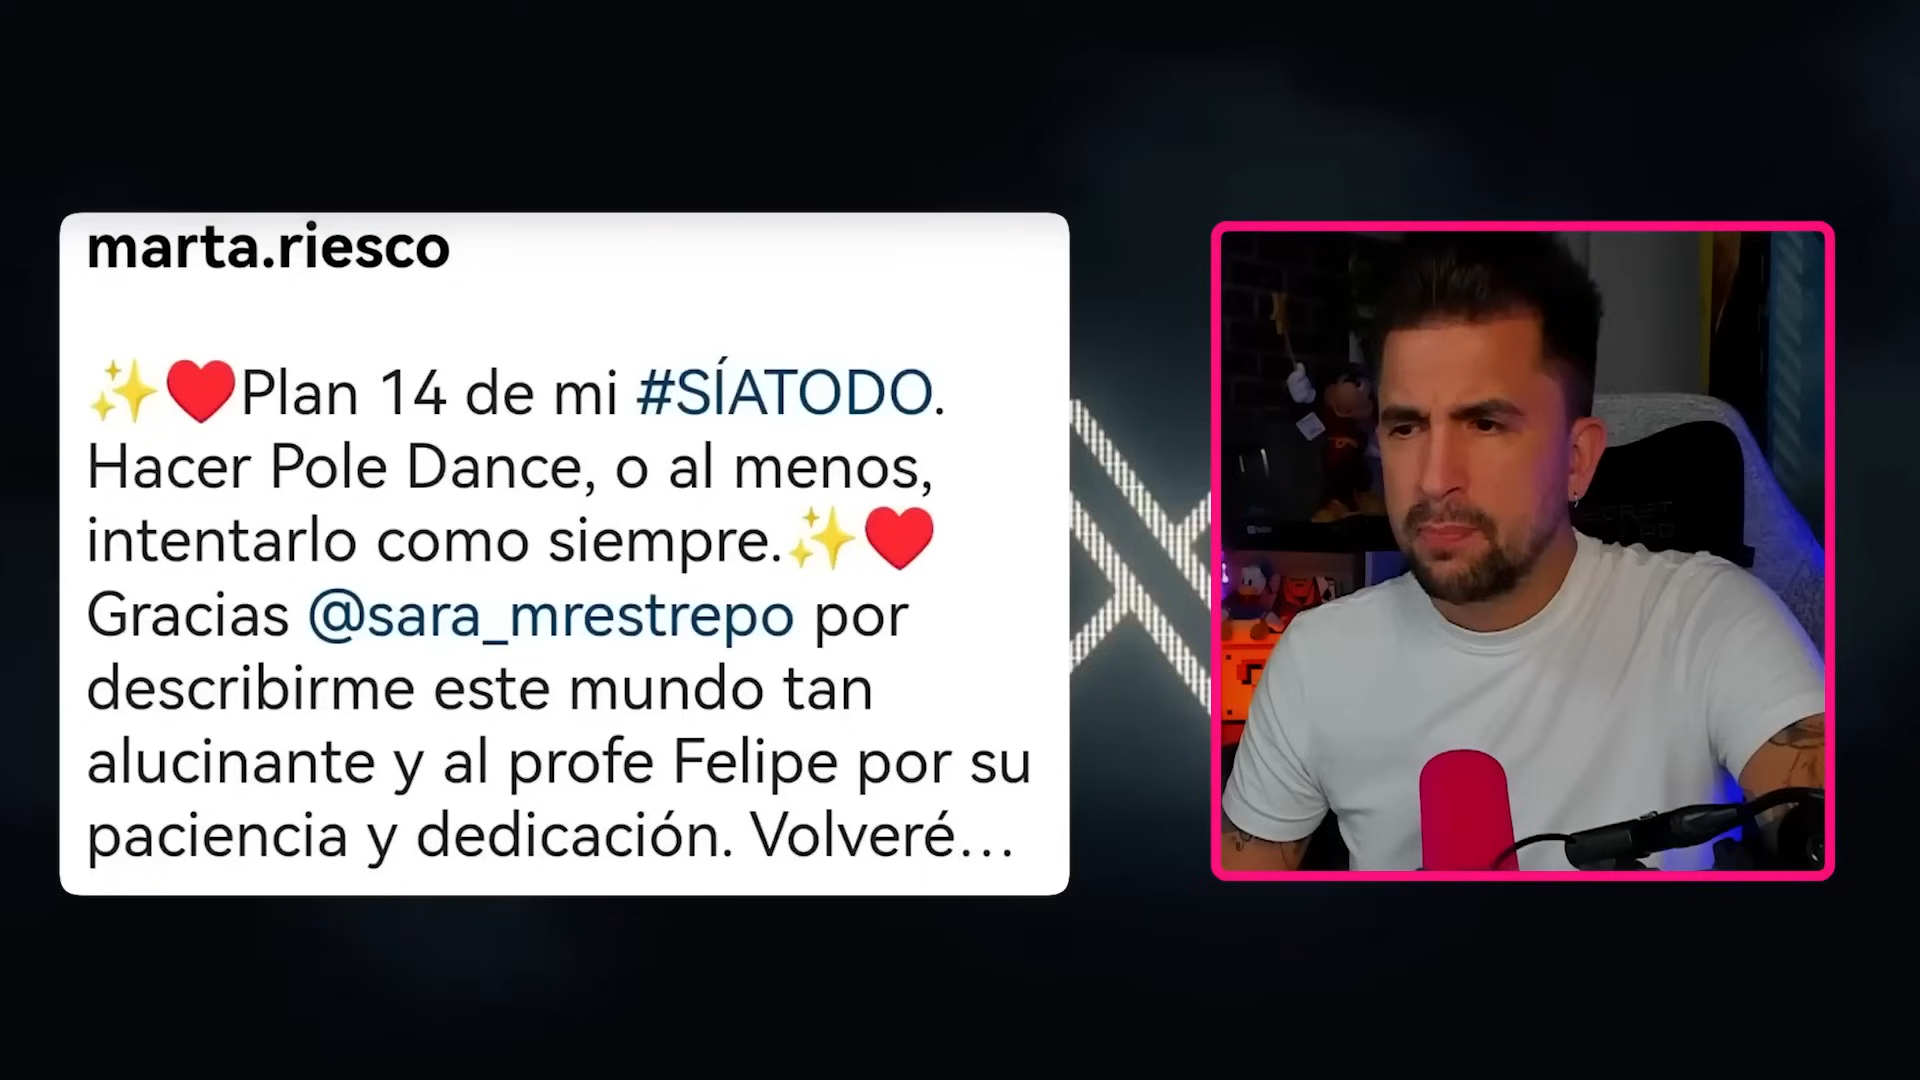 marta.riesco
✨♥️Plan 14 de mi #SÍATODO.
Hacer Pole Dance, o al menos,
intentarlo como siempre.✨♥️
Gracias @sara_mrestrepo por
describirme este mundo tan
alucinante y al profe Felipe por su
paciencia y dedicación. Volveré…